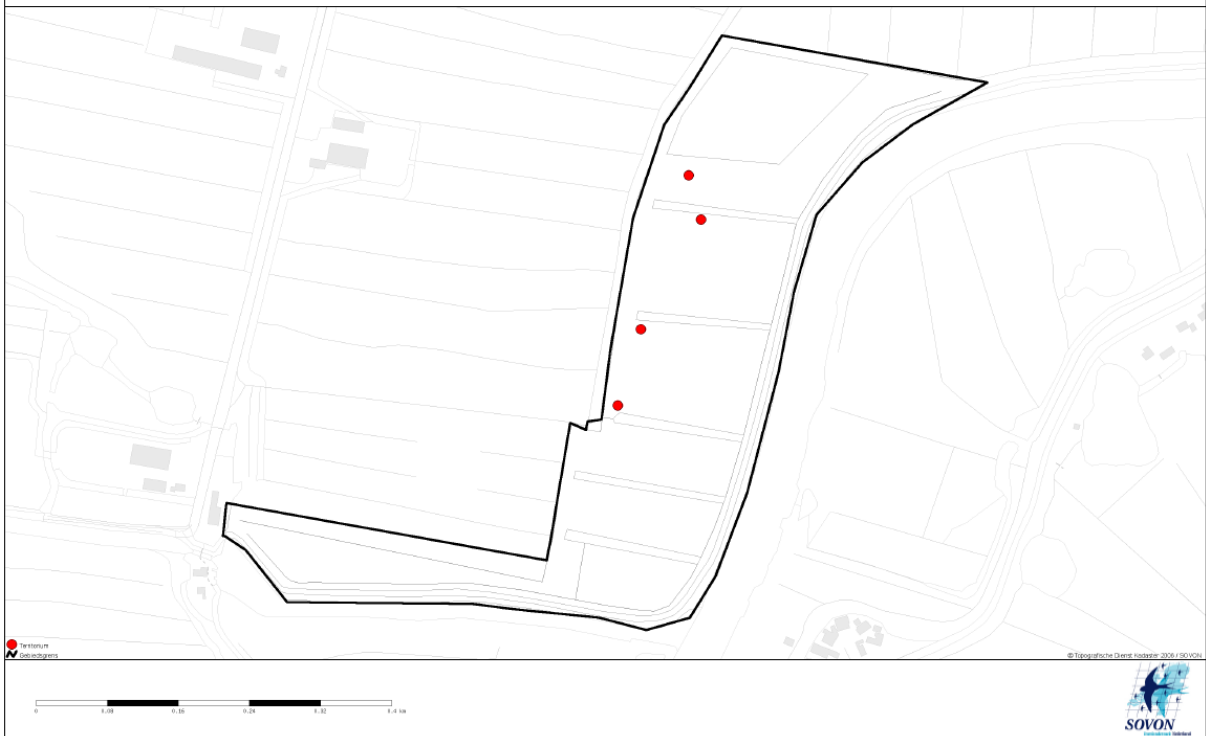 Territorium
Gebiedsgrens
© Topografische Dienst Kadaster 2008 / SOVON
0 0.08 0.16 0.24 0.32 0.4 km
SOVON